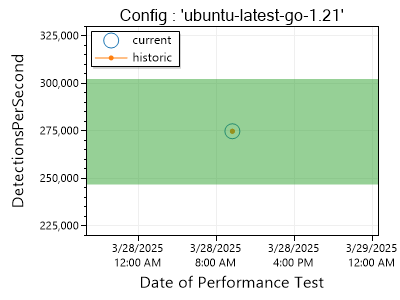 Config : 'ubuntu-latest-go-1.21'
current
historic
DetectionsPerSecond
325,000
300,000
275,000
250,000
225,000
3/28/2025
12:00 AM
3/28/2025
8:00 AM
3/28/2025
4:00 PM
3/29/2025
12:00 AM
Date of Performance Test